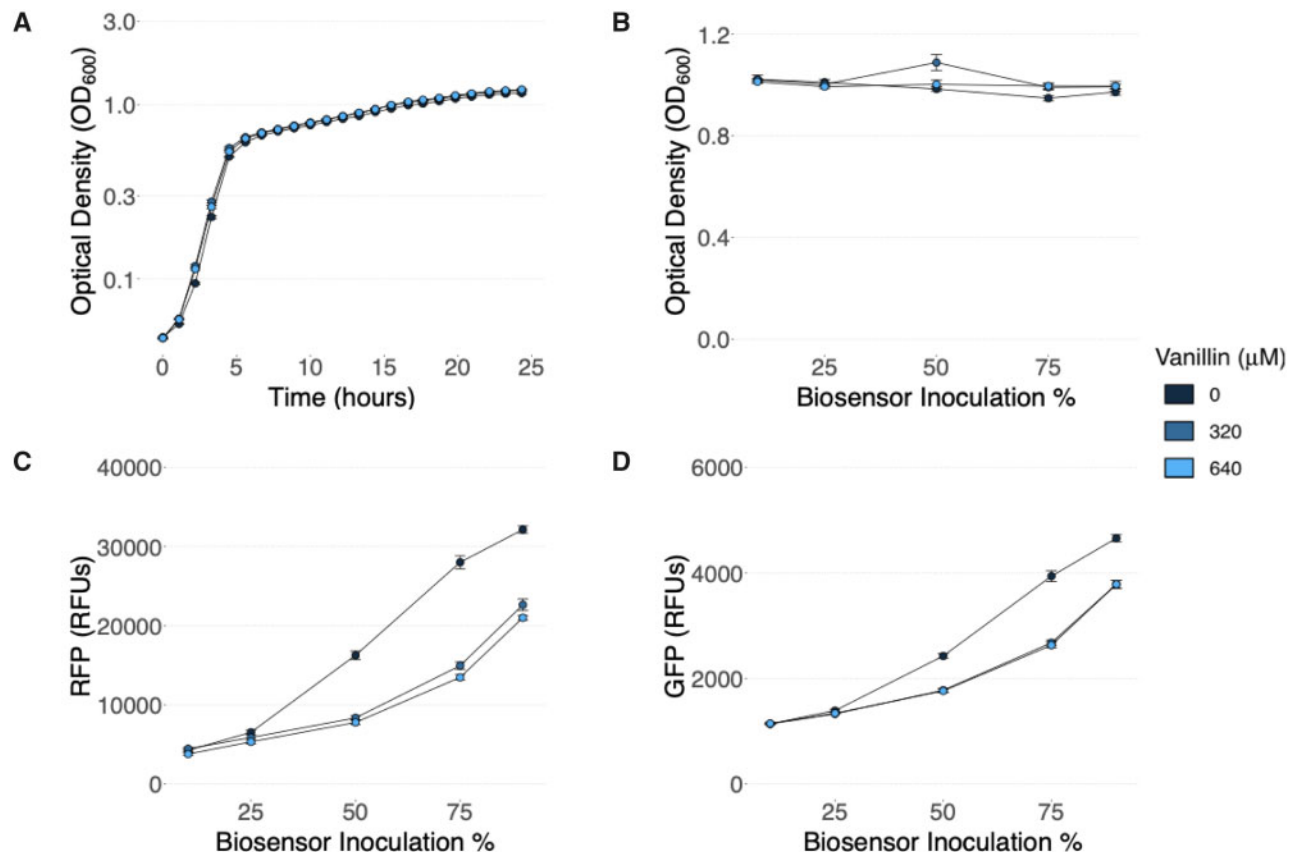 A
3.0
1.0
0.3
0.1
Optical Density (OD600)
0 5 10 15 20 25
Time (hours)
B
1.2
0.8
0.4
0.0
Optical Density (OD600)
25 50 75
Biosensor Inoculation %
Vanillin (μM)
0
320
640
C
40000
30000
20000
10000
0
RFP (RFUs)
25 50 75
Biosensor Inoculation %
D
6000
4000
2000
0
GFP (RFUs)
25 50 75
Biosensor Inoculation %